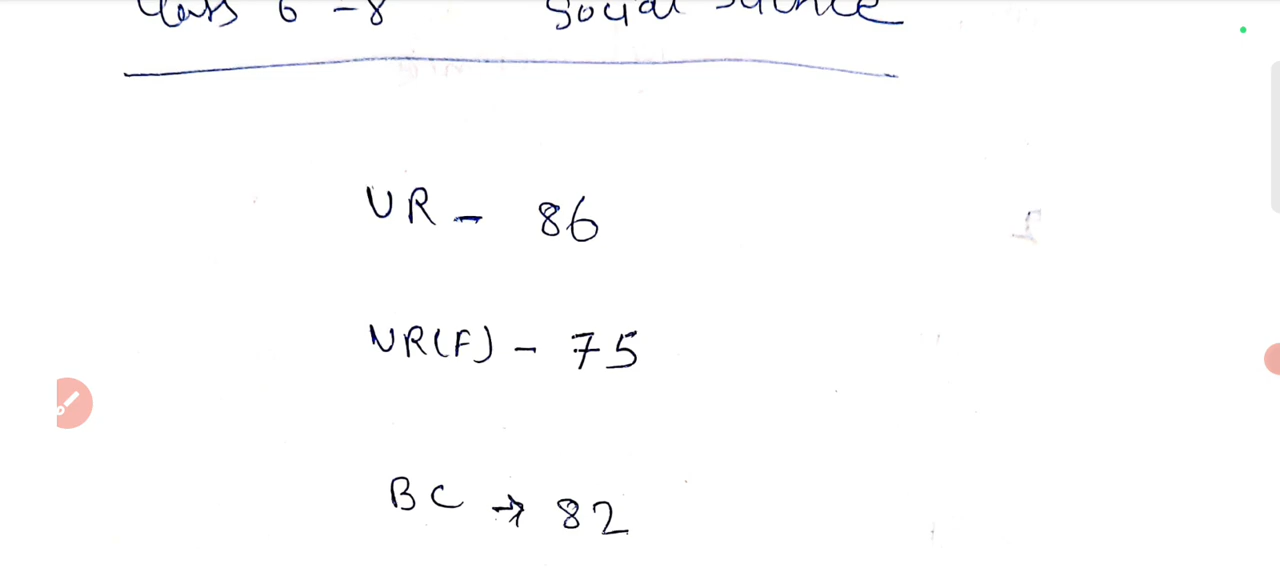 Class 6 - 8 Social Science
UR - 86
UR(F) - 75
BC → 82